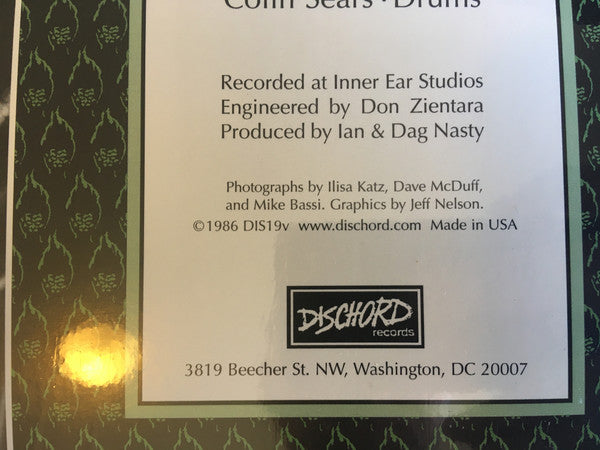 Colin Sears · Drums
Recorded at Inner Ear Studios
Engineered by Don Zientara
Produced by Ian & Dag Nasty
Photographs by Ilisa Katz, Dave McDuff,
and Mike Bassi. Graphics by Jeff Nelson.
©1986 DIS19v www.dischord.com Made in USA
DISCHORD
records
3819 Beecher St. NW, Washington, DC 20007